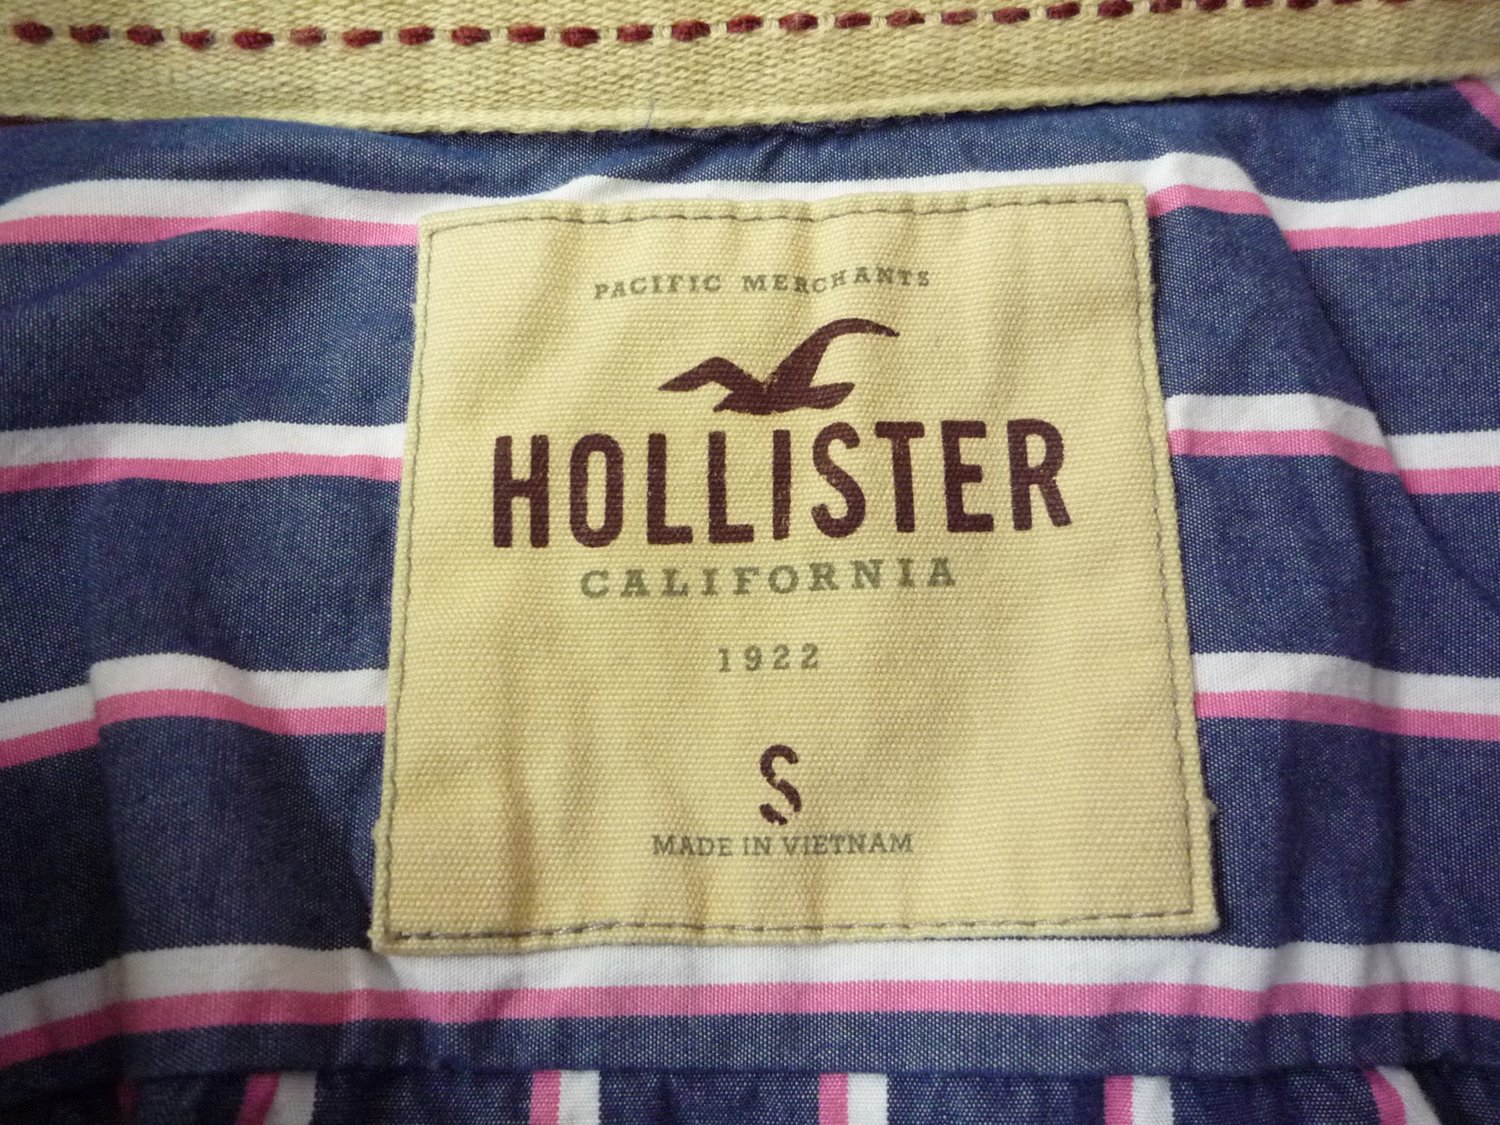 PACIFIC MERCHANTS
HOLLISTER
CALIFORNIA
1922
S
MADE IN VIETNAM